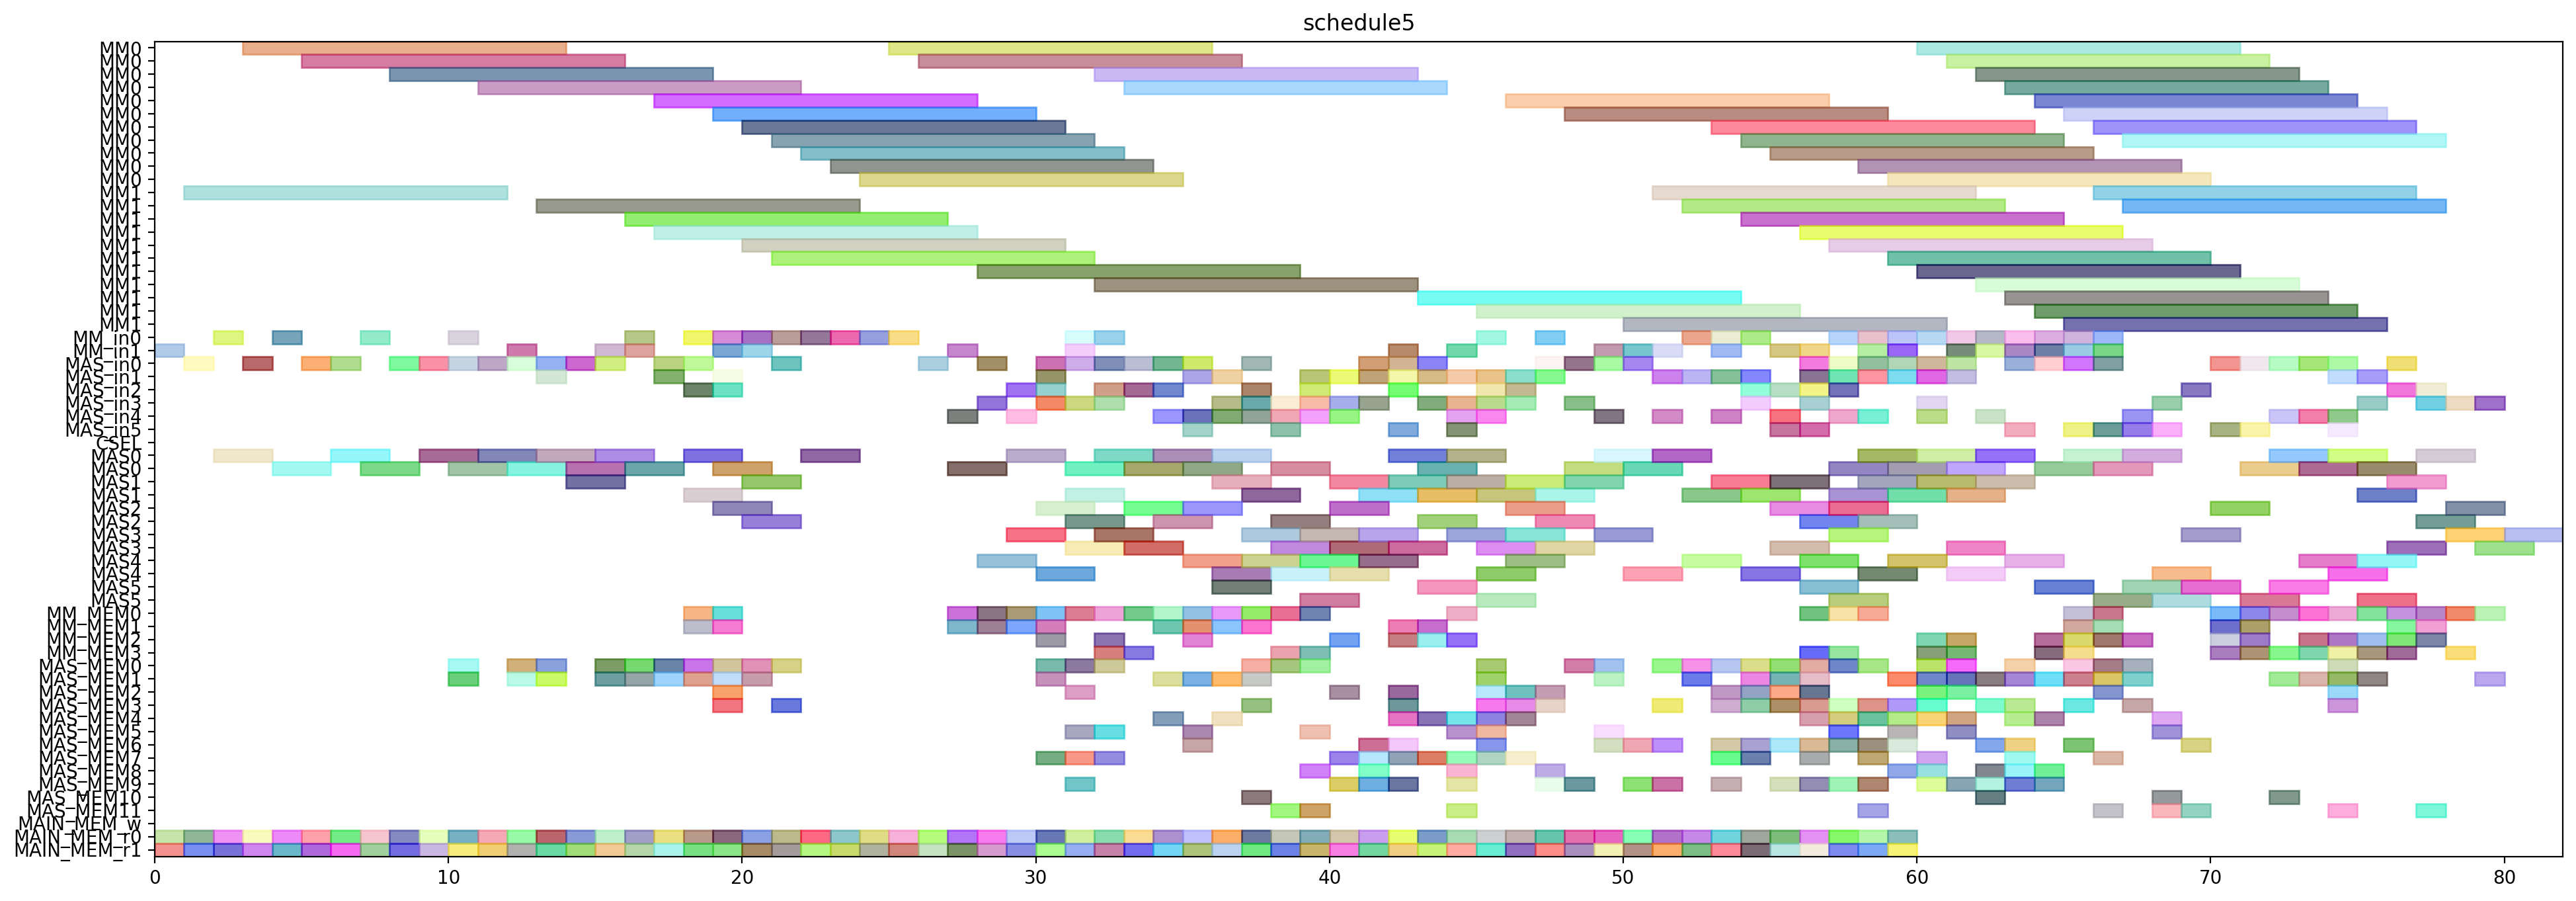 schedule5
MM0
MM0
MM0
MM0
MM0
MM0
MM0
MM0
MM0
MM0
MM0
MM1
MM1
MM1
MM1
MM1
MM1
MM1
MM1
MM1
MM1
MM1
MM_in0
MM_in1
MAS_in0
MAS_in1
MAS_in2
MAS_in3
MAS_in4
MAS_in5
CSEL
MAS0
MAS0
MAS1
MAS1
MAS2
MAS2
MAS3
MAS3
MAS4
MAS4
MAS5
MAS5
MM_MEM0
MM_MEM1
MM_MEM2
MM_MEM3
MAS_MEM0
MAS_MEM1
MAS_MEM2
MAS_MEM3
MAS_MEM4
MAS_MEM5
MAS_MEM6
MAS_MEM7
MAS_MEM8
MAS_MEM9
MAS_MEM10
MAS_MEM11
MAIN_MEM_w
MAIN_MEM_r0
MAIN_MEM_r1
0 10 20 30 40 50 60 70 80